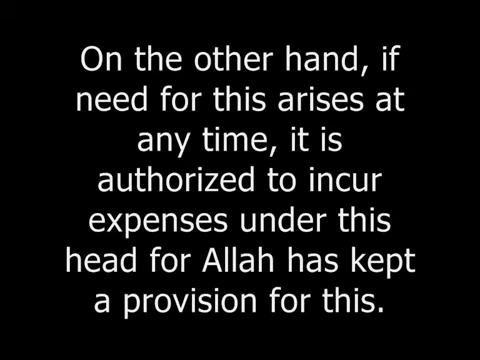 On the other hand, if
need for this arises at
any time, it is
authorized to incur
expenses under this
head for Allah has kept
a provision for this.